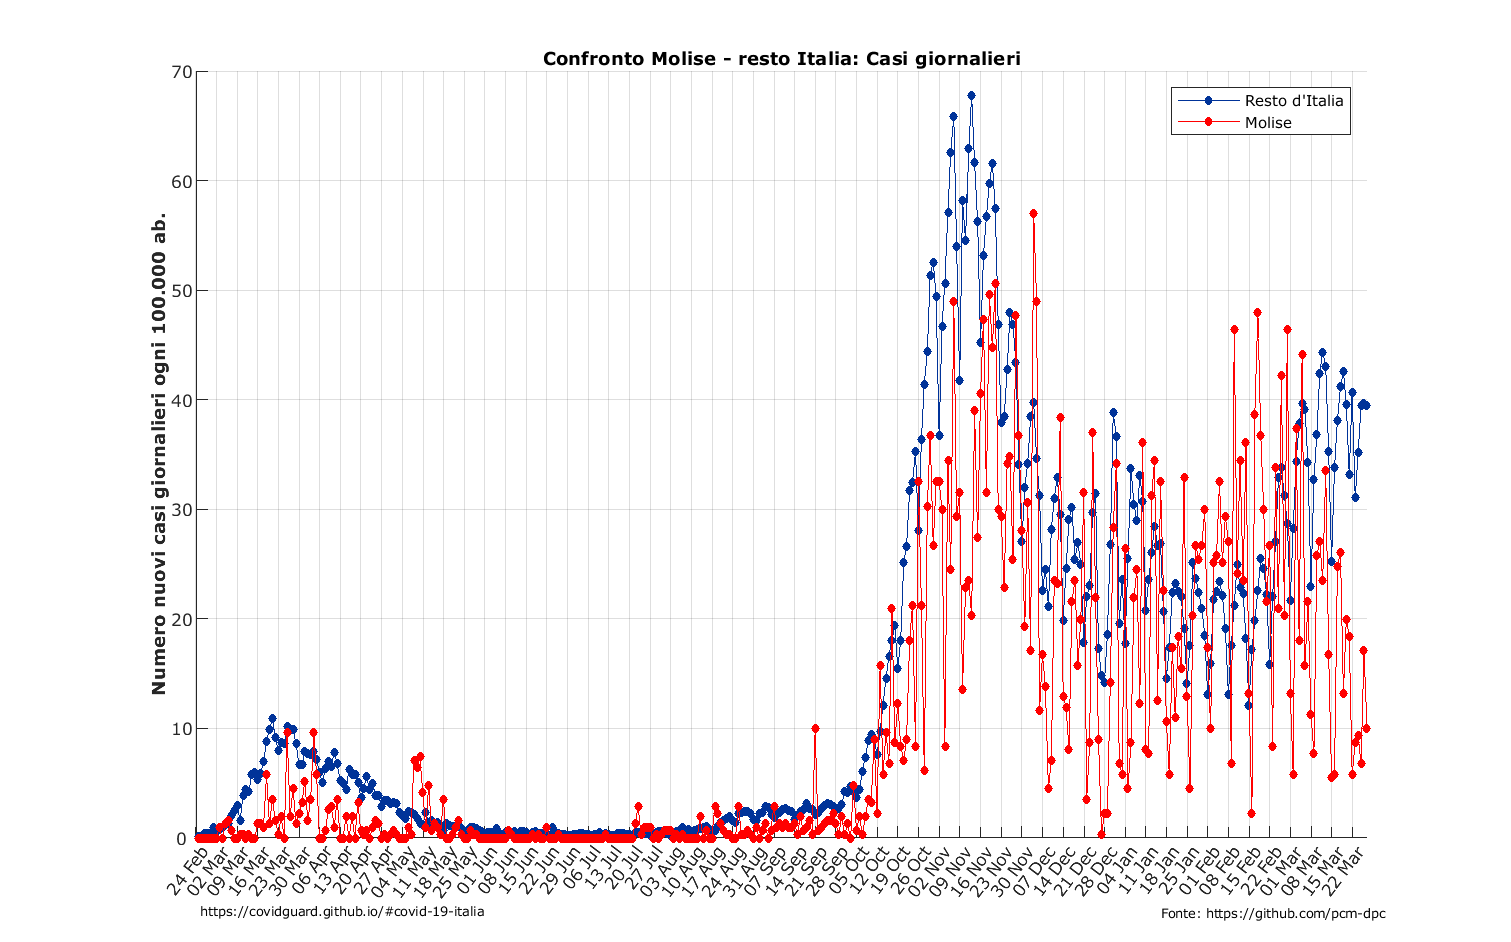 Confronto Molise - resto Italia: Casi giornalieri
Resto d'Italia
Molise
Numero nuovi casi giornalieri ogni 100.000 ab.
70
60
50
40
30
20
10
0
24 Feb
02 Mar
09 Mar
16 Mar
23 Mar
30 Mar
06 Apr
13 Apr
20 Apr
27 Apr
04 May
11 May
18 May
25 May
01 Jun
08 Jun
15 Jun
22 Jun
29 Jun
06 Jul
13 Jul
20 Jul
27 Jul
03 Aug
10 Aug
17 Aug
24 Aug
31 Aug
07 Sep
14 Sep
21 Sep
28 Sep
05 Oct
12 Oct
19 Oct
26 Oct
02 Nov
09 Nov
16 Nov
23 Nov
30 Nov
07 Dec
14 Dec
21 Dec
28 Dec
04 Jan
11 Jan
18 Jan
25 Jan
01 Feb
08 Feb
15 Feb
22 Feb
01 Mar
08 Mar
15 Mar
22 Mar
https://covidguard.github.io/#covid-19-italia
Fonte: https://github.com/pcm-dpc